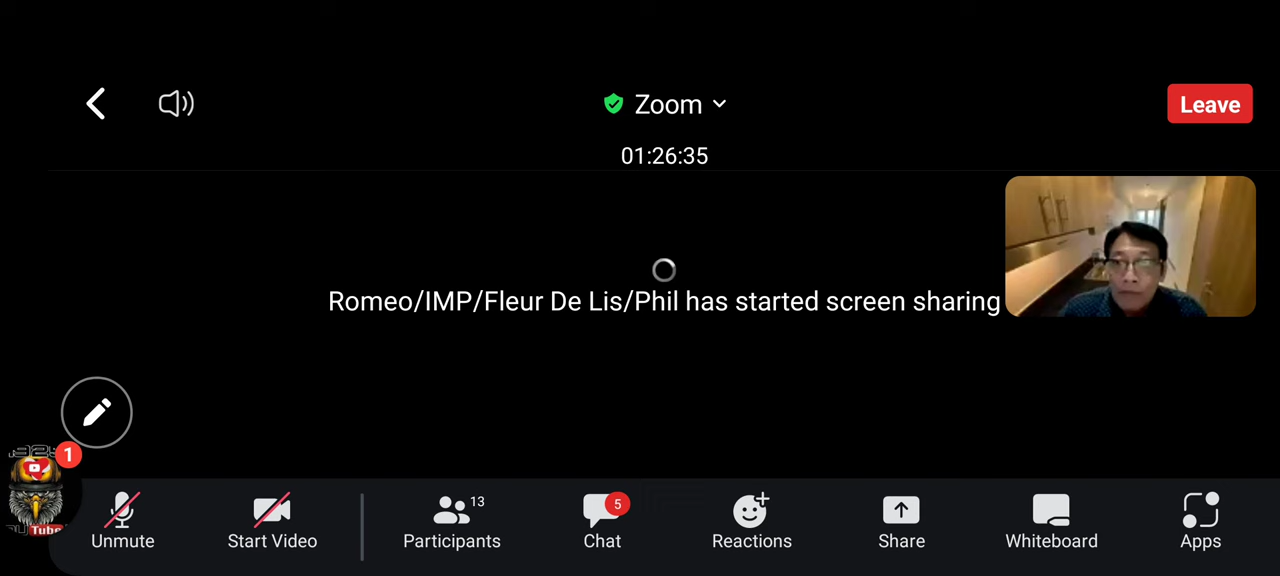 Zoom
Leave
01:26:35
Romeo/IMP/Fleur De Lis/Phil has started screen sharing
1
Tube
Unmute
Start Video
13
Participants
5
Chat
Reactions
Share
Whiteboard
Apps